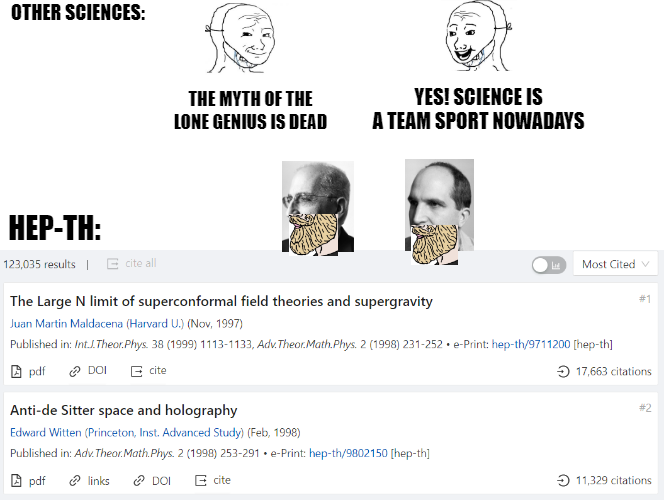 OTHER SCIENCES:
THE MYTH OF THE
LONE GENIUS IS DEAD
YES! SCIENCE IS
A TEAM SPORT NOWADAYS
HEP-TH:
123,035 results | cite all Most Cited
The Large N limit of superconformal field theories and supergravity #1
Juan Martin Maldacena (Harvard U.) (Nov, 1997)
Published in: Int.J.Theor.Phys. 38 (1999) 1113-1133, Adv.Theor.Math.Phys. 2 (1998) 231-252 • e-Print: hep-th/9711200 [hep-th]
pdf DOI cite 17,663 citations
Anti-de Sitter space and holography #2
Edward Witten (Princeton, Inst. Advanced Study) (Feb, 1998)
Published in: Adv.Theor.Math.Phys. 2 (1998) 253-291 • e-Print: hep-th/9802150 [hep-th]
pdf links DOI cite 11,329 citations